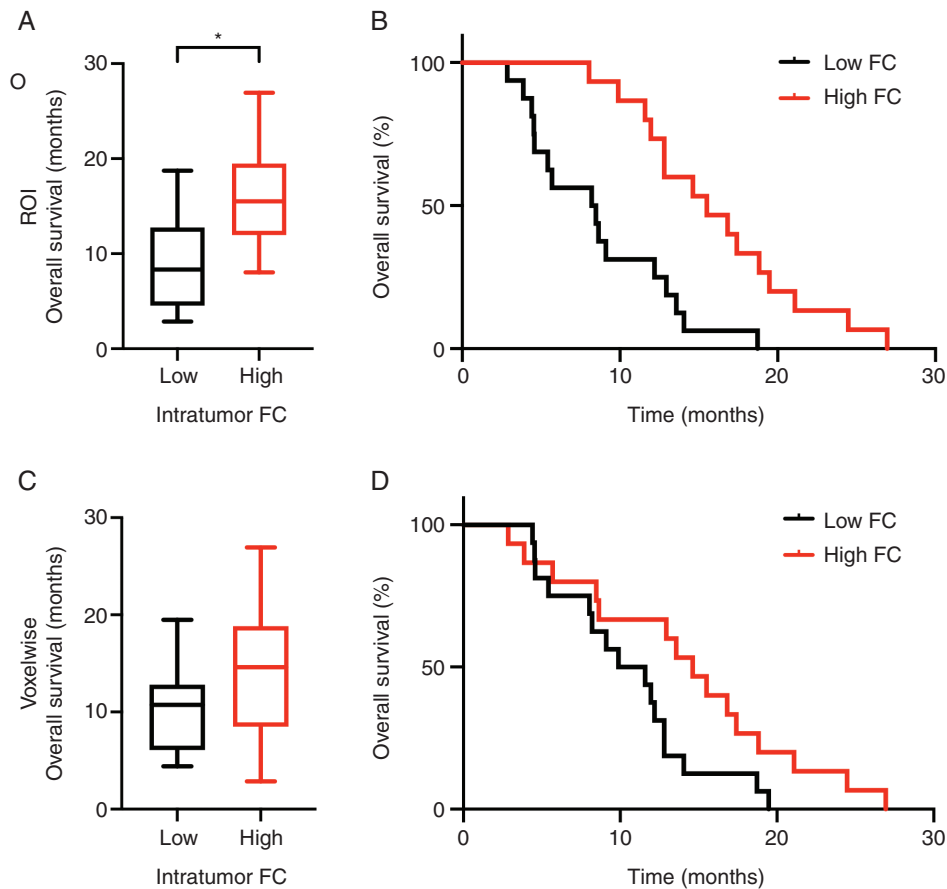 A
*
O
ROI
Overall survival (months)
30
20
10
0
Low
High
Intratumor FC
B
Overall survival (%)
100
50
0
Low FC
High FC
0
10
20
30
Time (months)
C
Voxelwise
Overall survival (months)
30
20
10
0
Low
High
Intratumor FC
D
Overall survival (%)
100
50
0
Low FC
High FC
0
10
20
30
Time (months)